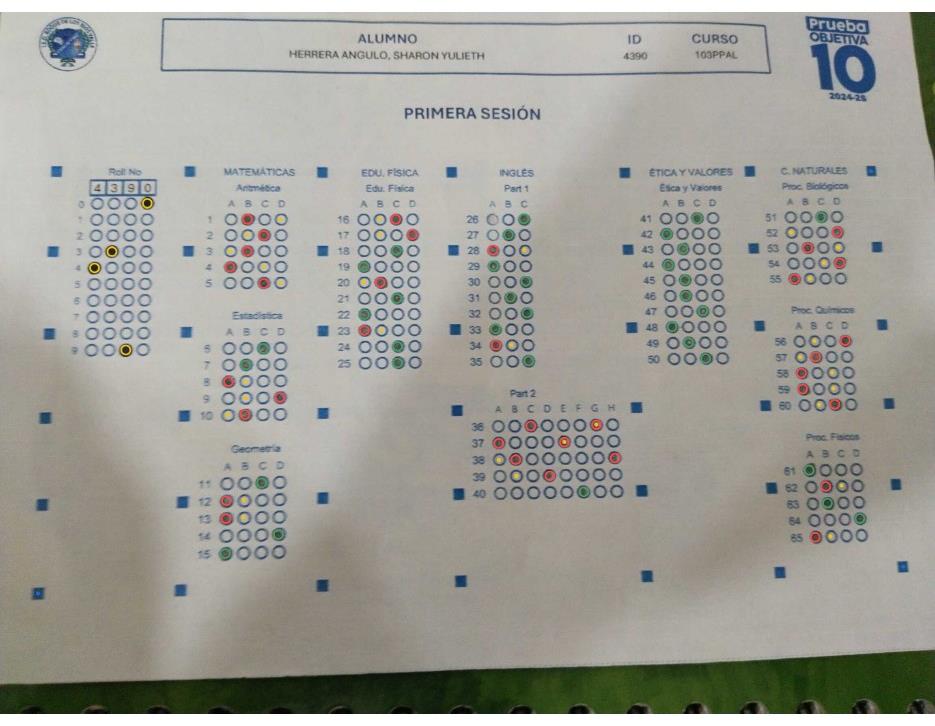 ALUMNO ID CURSO
HERRERA ANGULO, SHARON YULIETH 4390 103PPAL
Prueba
OBJETIVA
10
2024-25
PRIMERA SESIÓN
Roll No
4 3 9 0
0
1
2
3
4
5
6
7
8
9
MATEMÁTICAS
Aritmética
A B C D
1
2
3
4
5
Estadística
A B C D
6
7
8
9
10
Geometría
A B C D
11
12
13
14
15
EDU. FÍSICA
Edu. Física
A B C D
16
17
18
19
20
21
22
23
24
25
INGLÉS
Part 1
A B C
26
27
28
29
30
31
32
33
34
35
Part 2
A B C D E F G H
36
37
38
39
40
ÉTICA Y VALORES
Ética y Valores
A B C D
41
42
43
44
45
46
47
48
49
50
C. NATURALES
Proc. Biológicos
A B C D
51
52
53
54
55
Proc. Químicos
A B C D
56
57
58
59
60
Proc. Físicos
A B C D
61
62
63
64
65